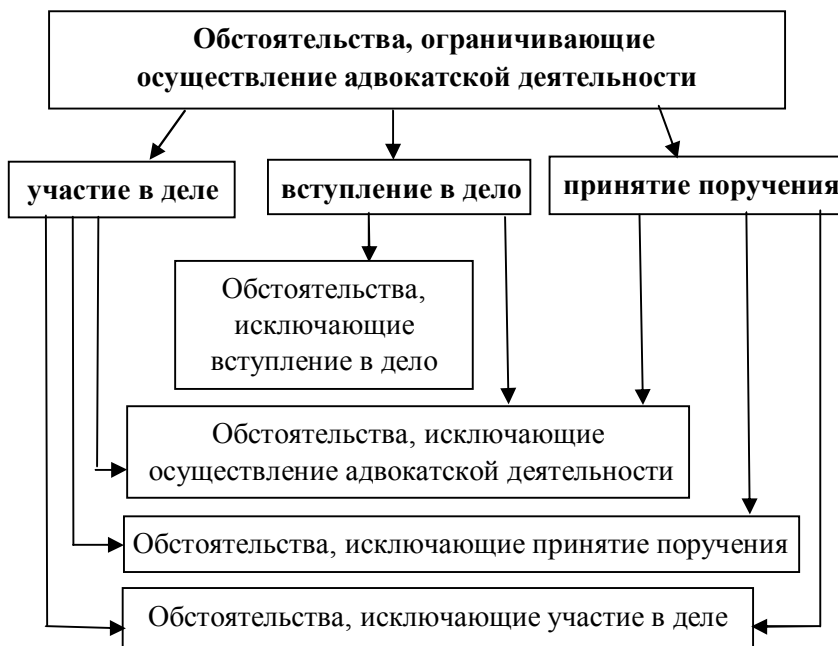 Обстоятельства, ограничивающие
осуществление адвокатской деятельности
участие в деле
вступление в дело
принятие поручения
Обстоятельства,
исключающие
вступление в дело
Обстоятельства, исключающие
осуществление адвокатской деятельности
Обстоятельства, исключающие принятие поручения
Обстоятельства, исключающие участие в деле